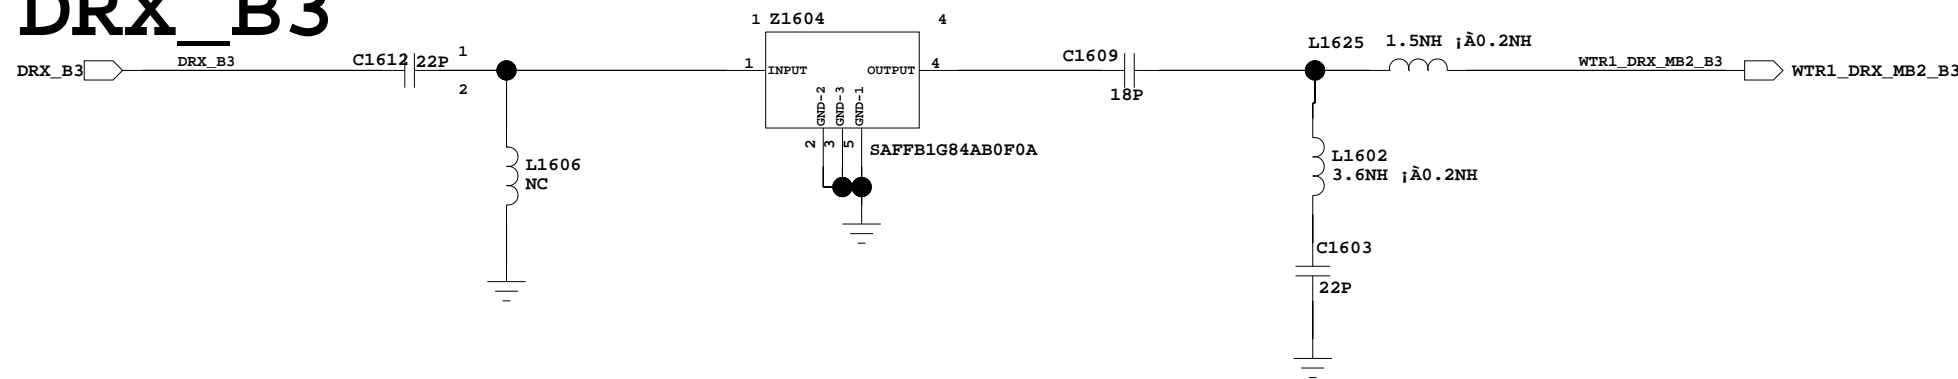 DRX_B3
1 Z1604 4
DRX_B3
DRX_B3
C1612 22P
1
2
1
INPUT
OUTPUT
4
GND-2
GND-3
GND-1
2
3
5
SAFFB1G84AB0F0A
L1606
NC
C1609
18P
L1625 1.5NH ¡À0.2NH
WTR1_DRX_MB2_B3
WTR1_DRX_MB2_B3
L1602
3.6NH ¡À0.2NH
C1603
22P